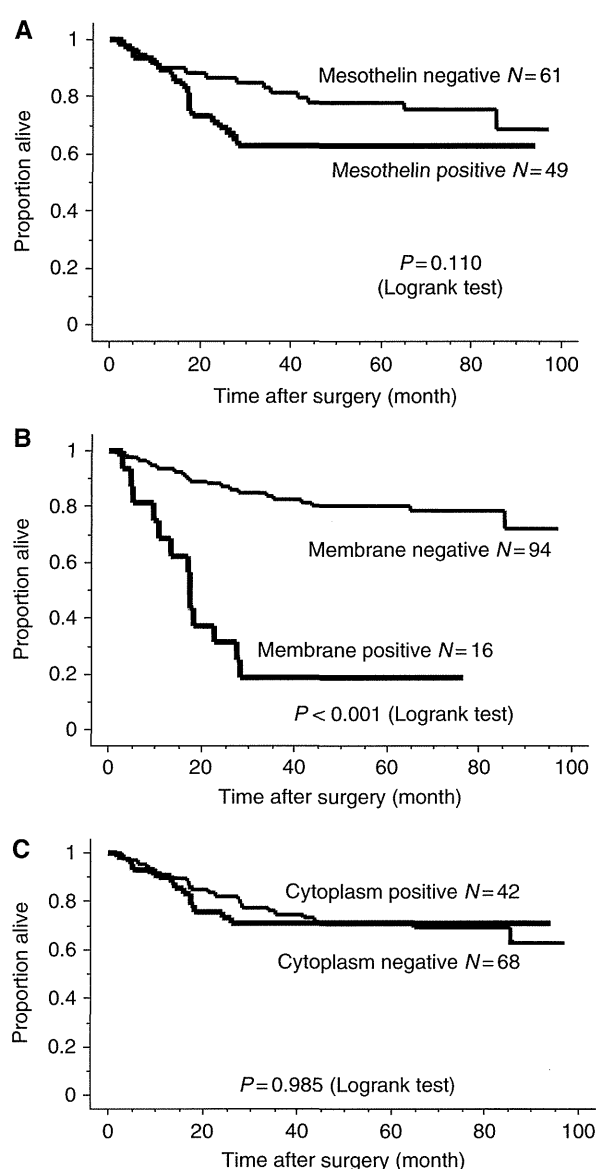 A
1
0.8
0.6
0.4
0.2
0
Proportion alive
Mesothelin negative N=61
Mesothelin positive N=49
P=0.110
(Logrank test)
0 20 40 60 80 100
Time after surgery (month)
B
1
0.8
0.6
0.4
0.2
0
Proportion alive
Membrane negative N=94
Membrane positive N=16
P<0.001 (Logrank test)
0 20 40 60 80 100
Time after surgery (month)
C
1
0.8
0.6
0.4
0.2
0
Proportion alive
Cytoplasm positive N=42
Cytoplasm negative N=68
P=0.985 (Logrank test)
0 20 40 60 80 100
Time after surgery (month)